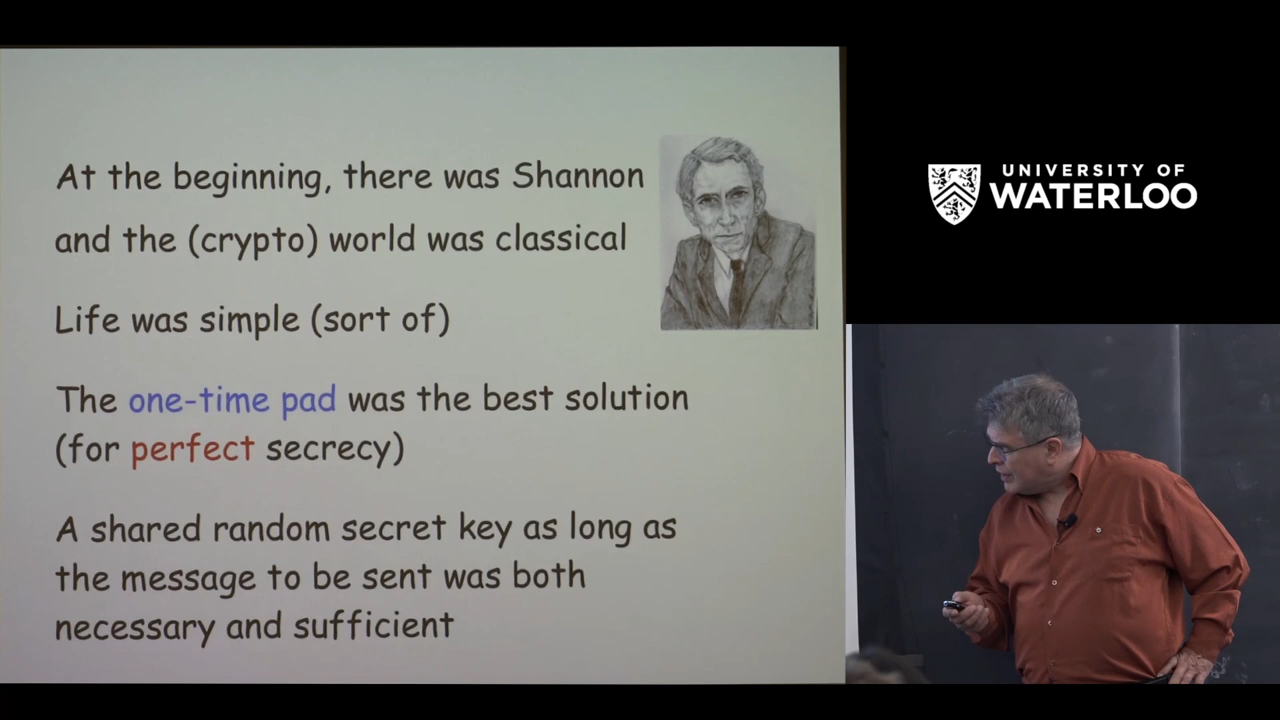 At the beginning, there was Shannon
and the (crypto) world was classical
Life was simple (sort of)
The one-time pad was the best solution
(for perfect secrecy)
A shared random secret key as long as
the message to be sent was both
necessary and sufficient
UNIVERSITY OF
WATERLOO